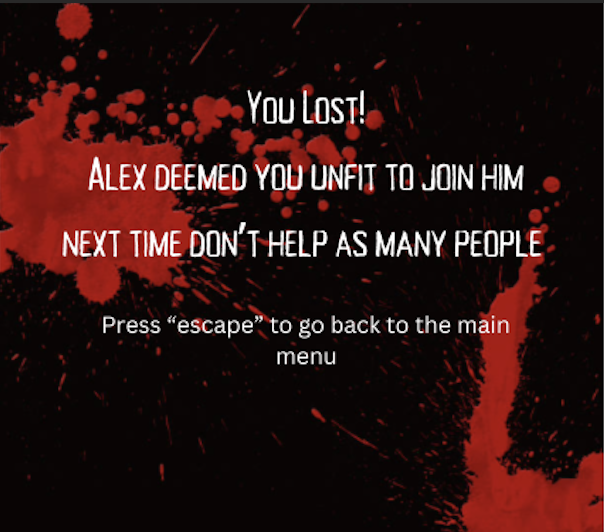 You Lost!
Alex deemed you unfit to join him
next time don't help as many people
Press “escape” to go back to the main
menu